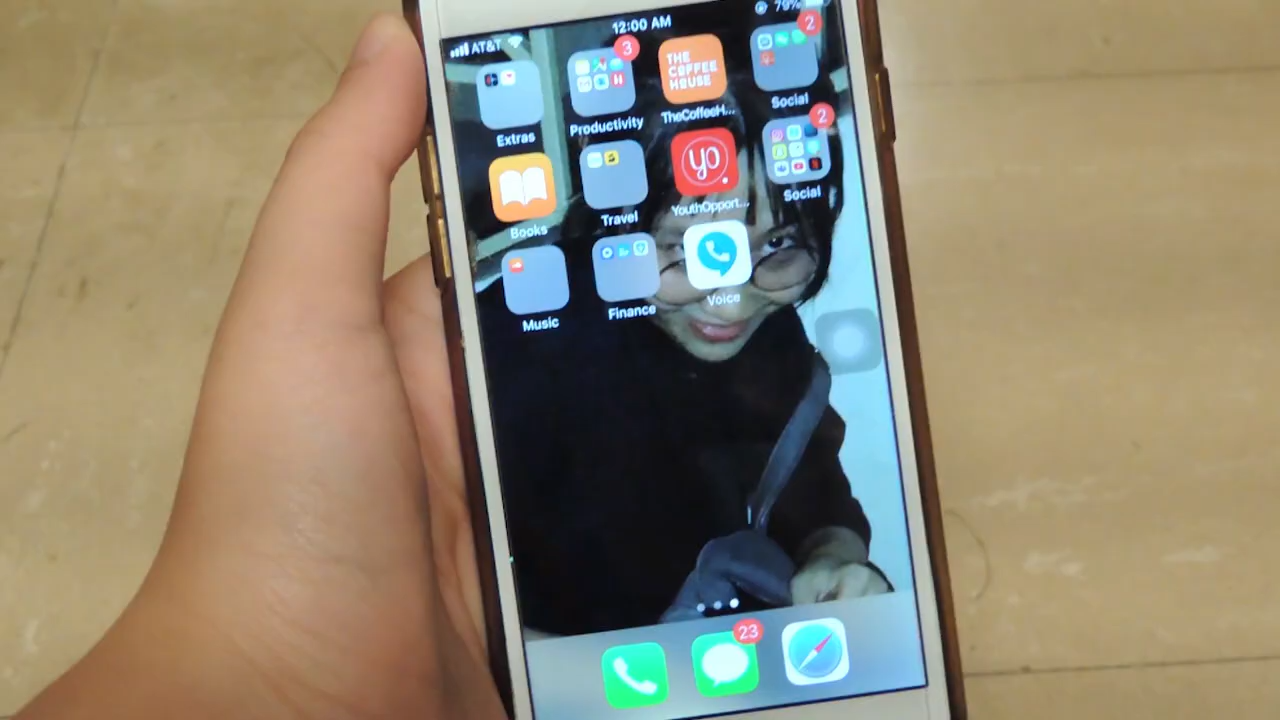 AT&T 12:00 AM 79%
3
2
THE
COFFEE
HOUSE
Extras Productivity TheCoffeeH... Social
2
yo
Books Travel YouthOpport... Social
Music Finance Voice
23